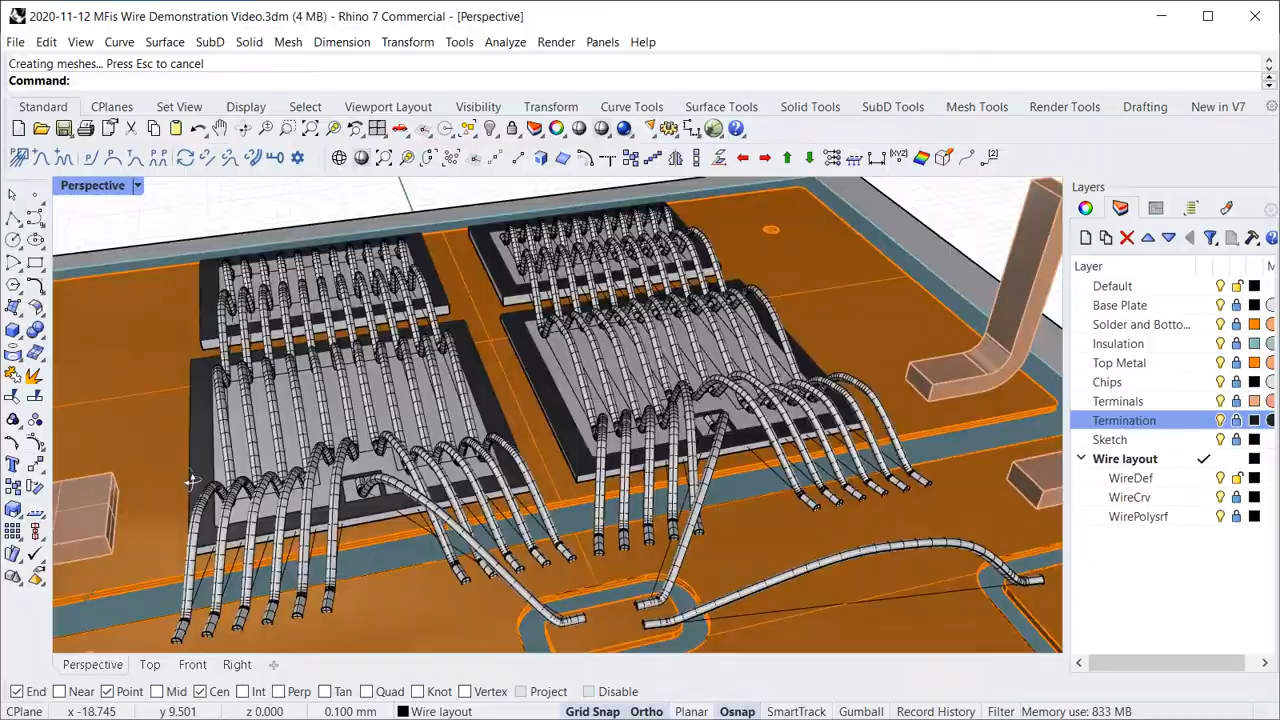 2020-11-12 MFis Wire Demonstration Video.3dm (4 MB) - Rhino 7 Commercial - [Perspective]
File Edit View Curve Surface SubD Solid Mesh Dimension Transform Tools Analyze Render Panels Help
Creating meshes... Press Esc to cancel
Command:
Standard CPlanes Set View Display Select Viewport Layout Visibility Transform Curve Tools Surface Tools Solid Tools SubD Tools Mesh Tools Render Tools Drafting New in V7
Perspective
Layers
Layer M
Default
Base Plate
Solder and Botto...
Insulation
Top Metal
Chips
Terminals
Termination
Sketch
Wire layout
WireDef
WireCrv
WirePolysrf
Perspective Top Front Right
End Near Point Mid Cen Int Perp Tan Quad Knot Vertex Project Disable
CPlane x -18.745 y 9.501 z 0.000 0.100 mm Wire layout Grid Snap Ortho Planar Osnap SmartTrack Gumball Record History Filter Memory use: 833 MB